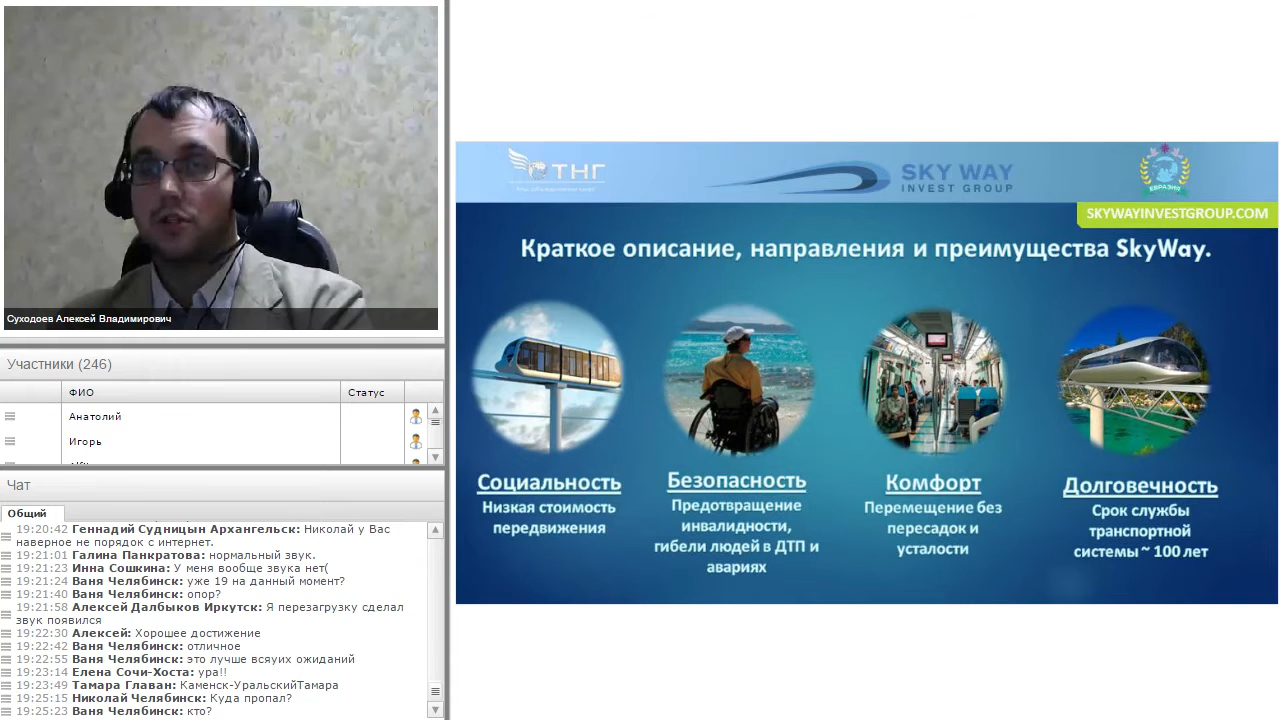 Суходоев Алексей Владимирович
Участники (246)
ФИО
Статус
Анатолий
Игорь
Чат
Общий
19:20:42 Геннадий Судницын Архангельск: Николай у Вас
наверное не порядок с интернет.
19:21:01 Галина Панкратова: нормальный звук.
19:21:23 Инна Сошкина: У меня вообще звука нет(
19:21:24 Ваня Челябинск: уже 19 на данный момент?
19:21:40 Ваня Челябинск: опор?
19:21:58 Алексей Далбыков Иркутск: Я перезагрузку сделал
звук появился
19:22:30 Алексей: Хорошее достижение
19:22:42 Ваня Челябинск: отличное
19:22:55 Ваня Челябинск: это лучше всяуих ожиданий
19:23:14 Елена Сочи-Хоста: ура!!
19:23:49 Тамара Главан: Каменск-УральскийТамара
19:25:15 Николай Челябинск: Куда пропал?
19:25:23 Ваня Челябинск: кто?
ТНГ
SKY WAY
INVEST GROUP
ЕВРАЗИЯ
SKYWAYINVESTGROUP.COM
Краткое описание, направления и преимущества SkyWay.
Социальность
Низкая стоимость
передвижения
Безопасность
Предотвращение
инвалидности,
гибели людей в ДТП и
авариях
Комфорт
Перемещение без
пересадок и
усталости
Долговечность
Срок службы
транспортной
системы ~ 100 лет